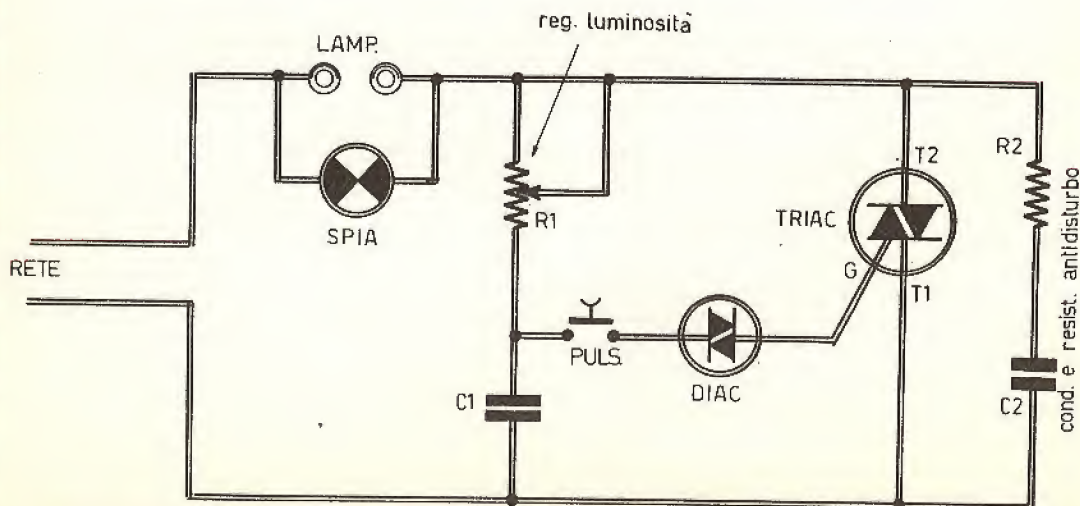 reg. luminosità
LAMP.
SPIA
RETE
R1
PULS.
C1
DIAC
TRIAC
T2
G
T1
R2
C2
cond. e resist. antidisturbo